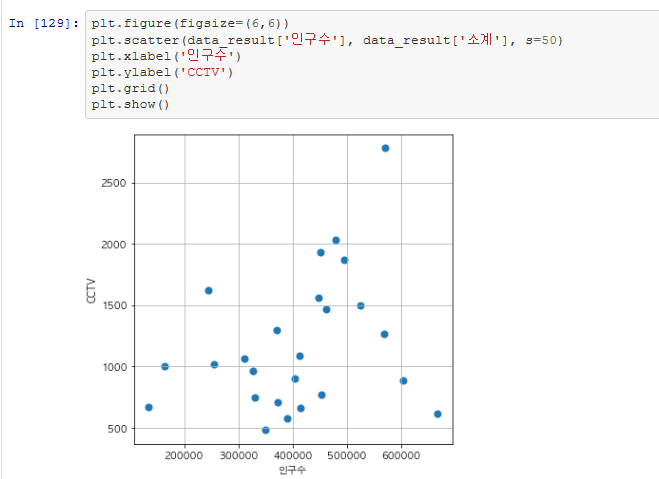 In [129]: plt.figure(figsize=(6,6))
plt.scatter(data_result['인구수'], data_result['소계'], s=50)
plt.xlabel('인구수')
plt.ylabel('CCTV')
plt.grid()
plt.show()
2500
2000
1500
1000
500
CCTV
200000 300000 400000 500000 600000
인구수